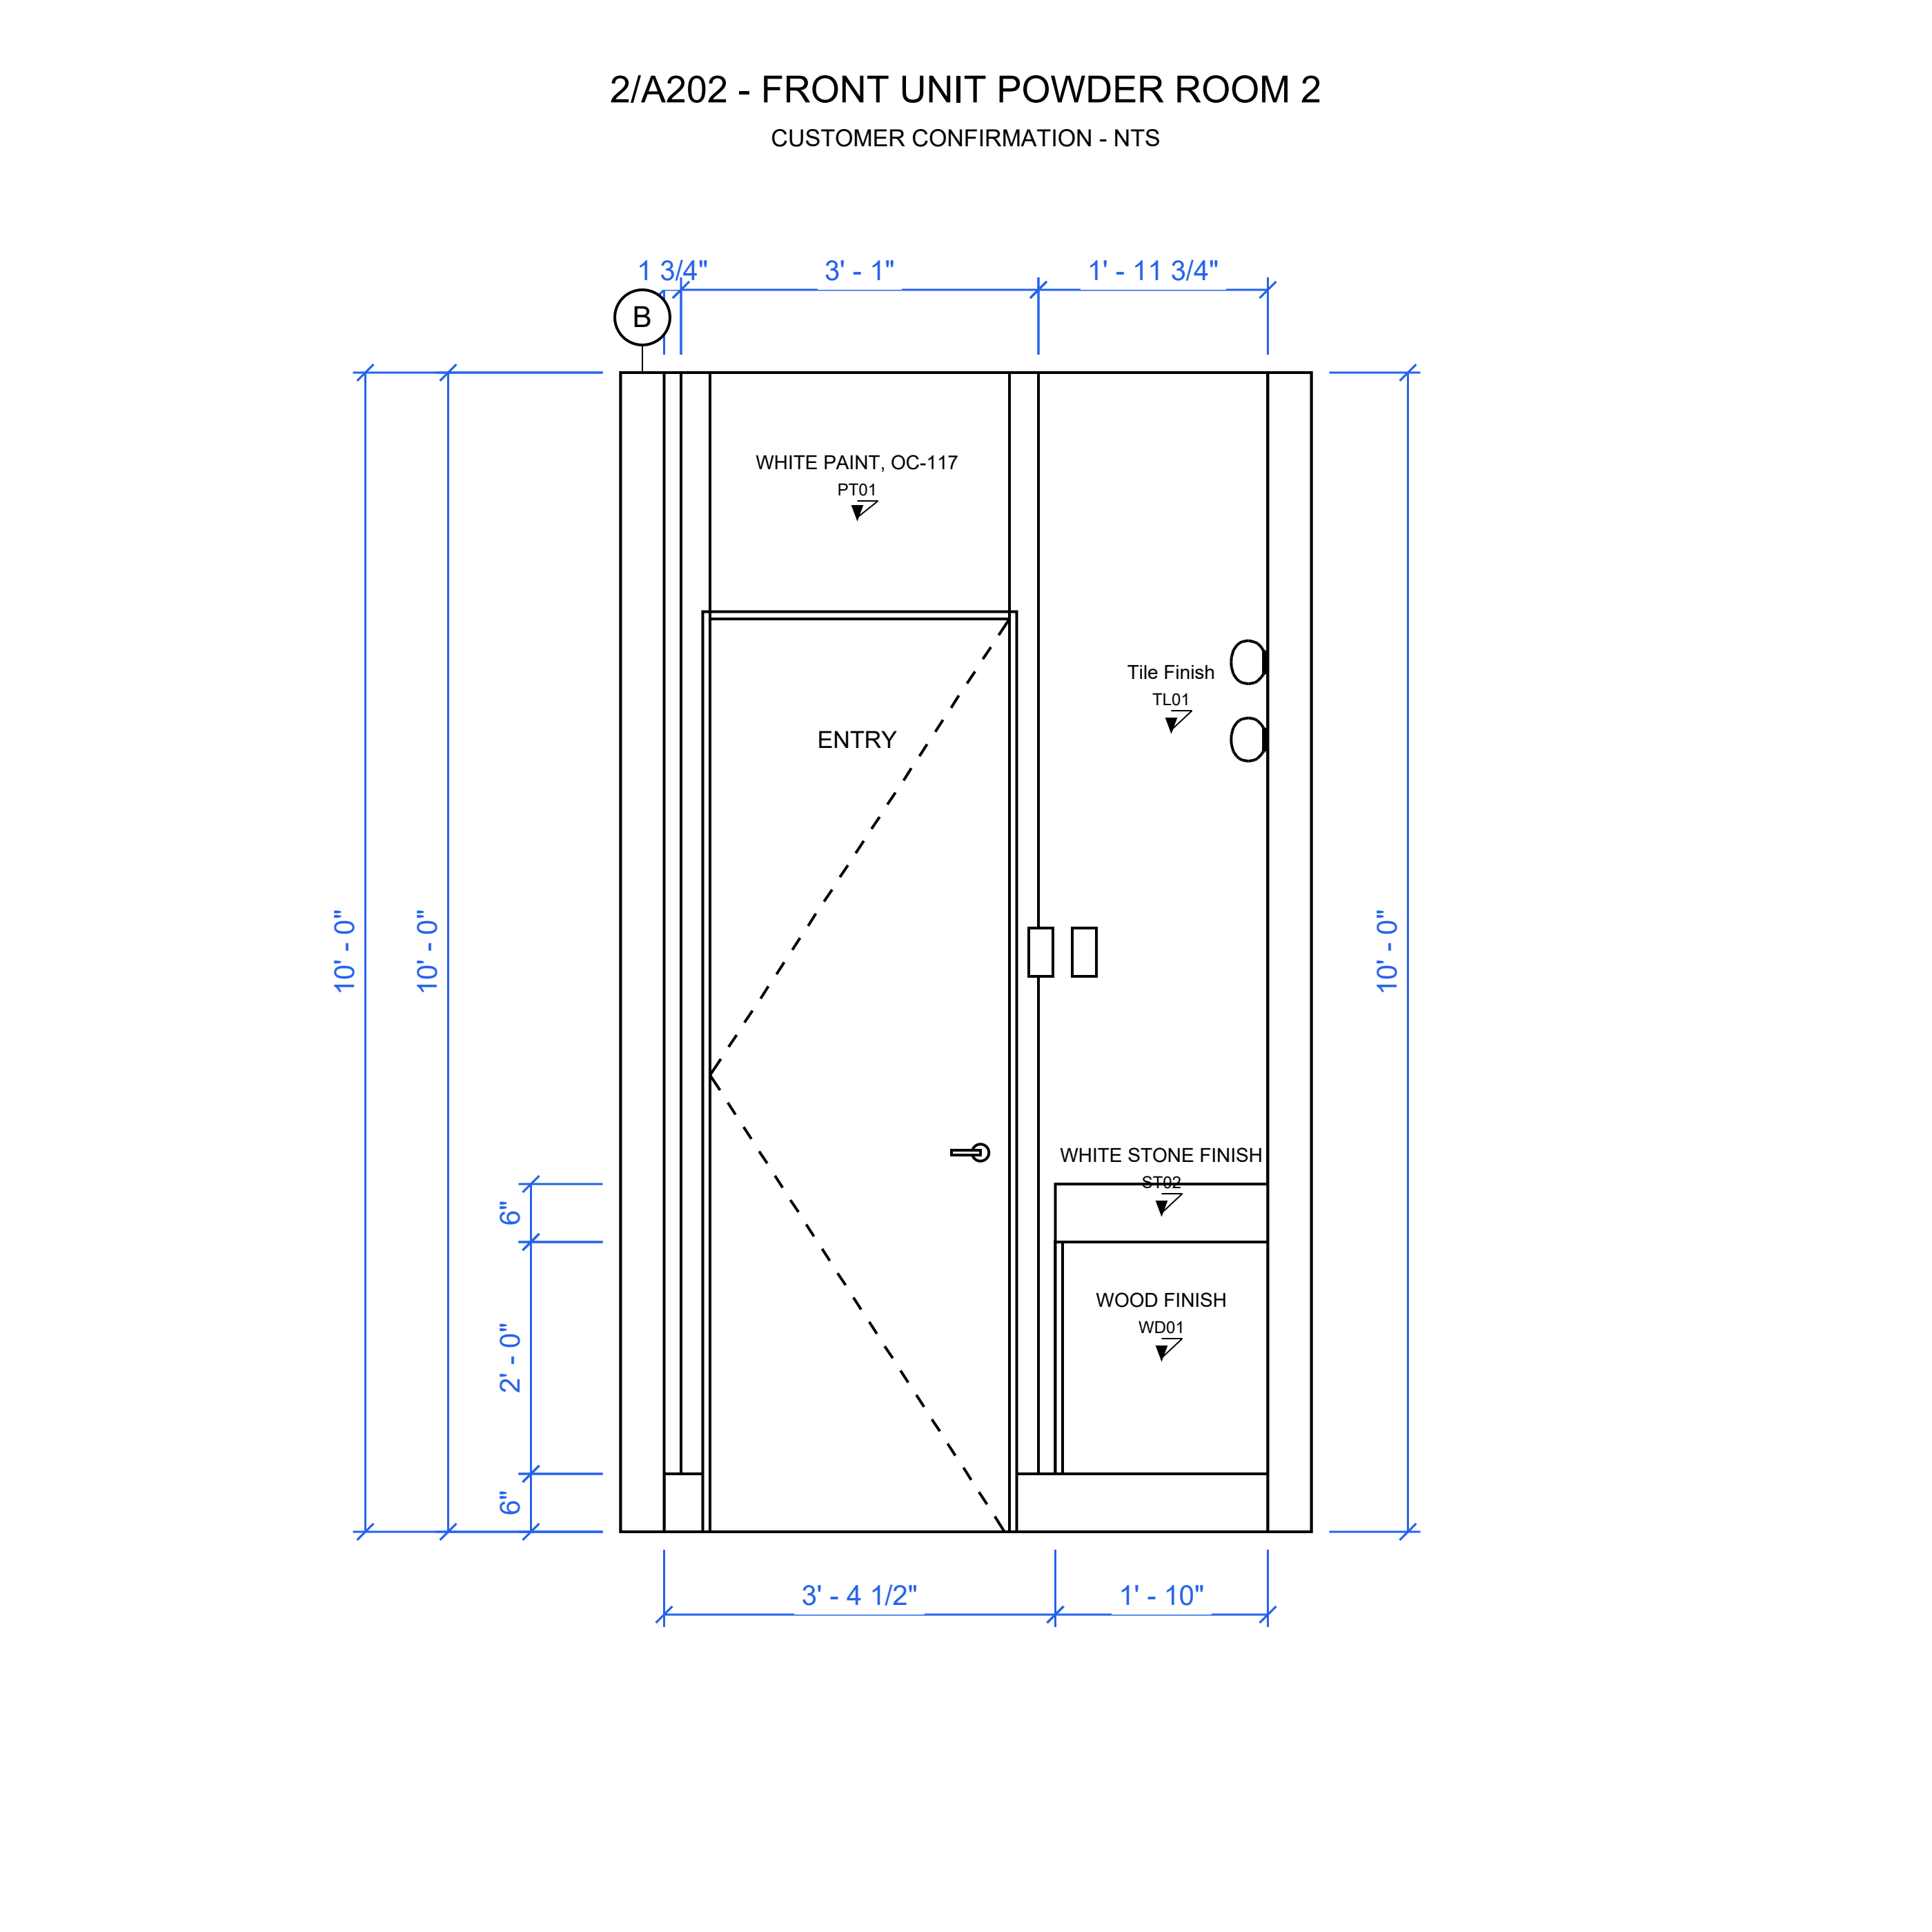 2/A202 - FRONT UNIT POWDER ROOM 2
CUSTOMER CONFIRMATION - NTS
1 3/4"
3' - 1"
1' - 11 3/4"
B
WHITE PAINT, OC-117
PT01
Tile Finish
TL01
ENTRY
10' - 0"
10' - 0"
10' - 0"
WHITE STONE FINISH
ST02
6"
WOOD FINISH
WD01
2' - 0"
6"
3' - 4 1/2"
1' - 10"